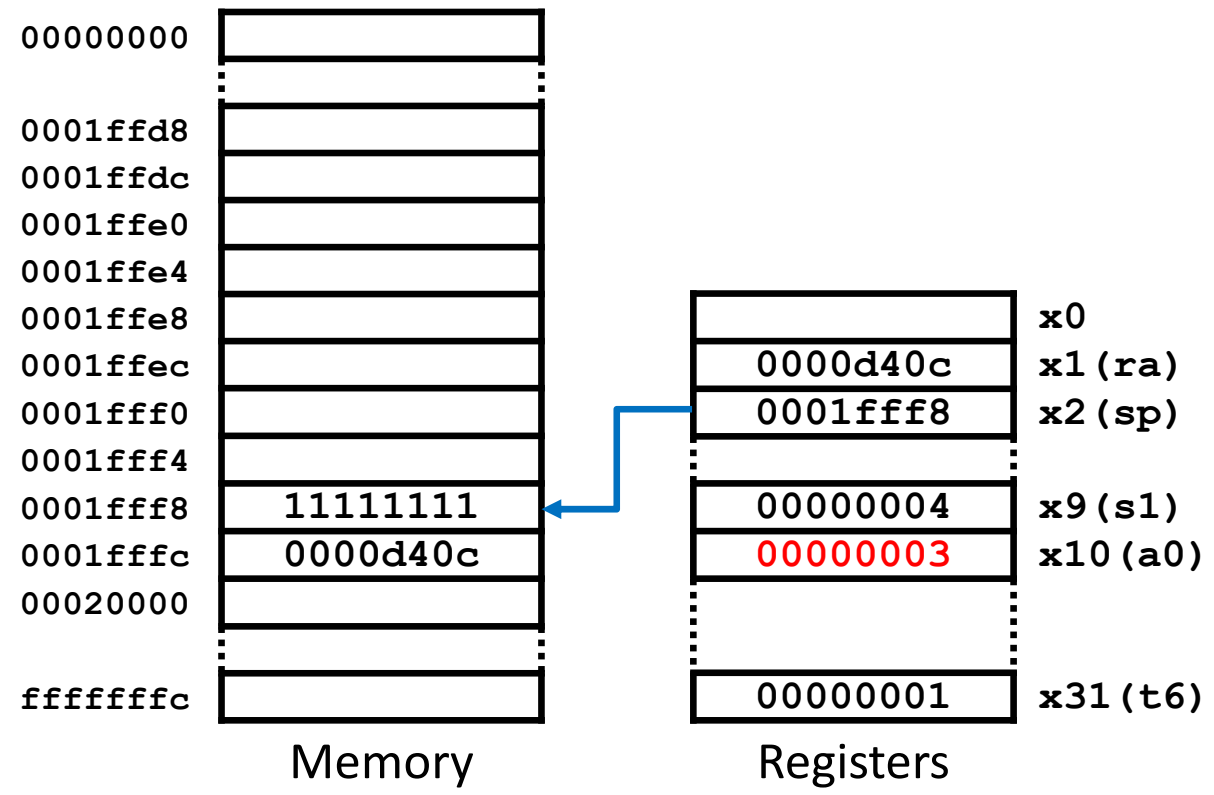 00000000
0001ffd8
0001ffdc
0001ffe0
0001ffe4
0001ffe8 x0
0001ffec 0000d40c x1(ra)
0001fff0 0001fff8 x2(sp)
0001fff4
0001fff8 11111111 00000004 x9(s1)
0001fffc 0000d40c 00000003 x10(a0)
00020000
fffffffc 00000001 x31(t6)
Memory Registers